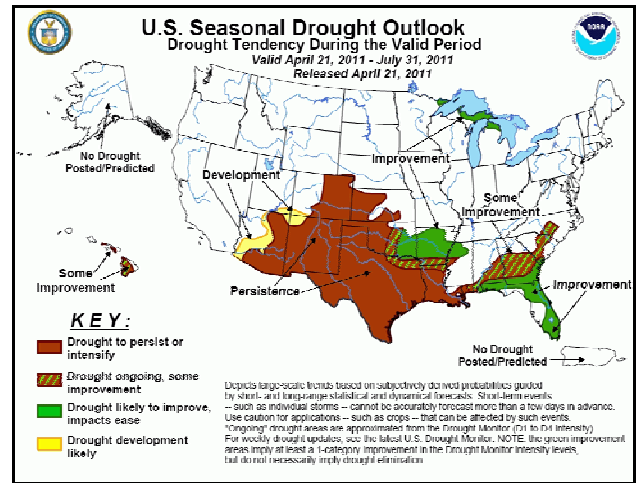 U.S. Seasonal Drought Outlook
Drought Tendency During the Valid Period
Valid April 21, 2011 - July 31, 2011
Released April 21, 2011
NOAA
No Drought
Posted/Predicted
Development
Improvement
Some
Improvement
Some
Improvement
Persistence
Improvement
No Drought
Posted/Predicted
KEY:
Drought to persist or
intensify
Drought ongoing, some
improvement
Drought likely to improve,
impacts ease
Drought development
likely
Depicts large-scale trends based on subjectively derived probabilities guided
by short- and long-range statistical and dynamical forecasts. Short-term events
-- such as individual storms -- cannot be accurately forecast more than a few days in advance.
Use caution for applications -- such as crops -- that can be affected by such events.
"Ongoing" drought areas are approximated from the Drought Monitor (D1 to D4 intensity)
For weekly drought updates, see the latest U.S. Drought Monitor. NOTE: the green improvement
areas imply at least a 1-category improvement in the Drought Monitor intensity levels,
but do not necessarily imply drought elimination